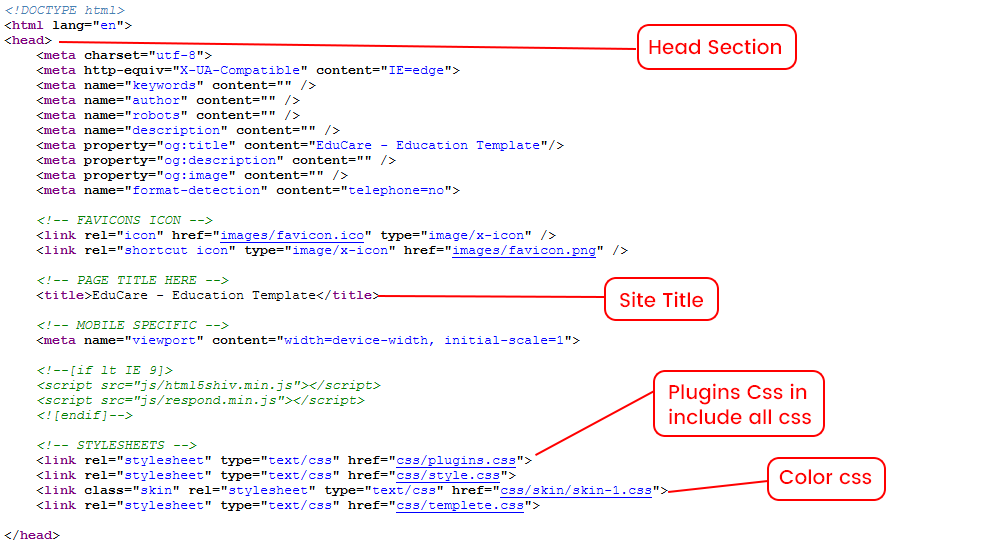 <!DOCTYPE html>
<html lang="en">
<head>
Head Section
    <meta charset="utf-8">
    <meta http-equiv="X-UA-Compatible" content="IE=edge">
    <meta name="keywords" content="" />
    <meta name="author" content="" />
    <meta name="robots" content="" />
    <meta name="description" content="" />
    <meta property="og:title" content="EduCare - Education Template"/>
    <meta property="og:description" content="" />
    <meta property="og:image" content="" />
    <meta name="format-detection" content="telephone=no">

    <!-- FAVICONS ICON -->
    <link rel="icon" href="images/favicon.ico" type="image/x-icon" />
    <link rel="shortcut icon" type="image/x-icon" href="images/favicon.png" />

    <!-- PAGE TITLE HERE -->
    <title>EduCare - Education Template</title>
Site Title

    <!-- MOBILE SPECIFIC -->
    <meta name="viewport" content="width=device-width, initial-scale=1">

    <!--[if lt IE 9]>
    <script src="js/html5shiv.min.js"></script>
    <script src="js/respond.min.js"></script>
    <![endif]-->
Plugins Css in
include all css

    <!-- STYLESHEETS -->
    <link rel="stylesheet" type="text/css" href="css/plugins.css">
    <link rel="stylesheet" type="text/css" href="css/style.css">
    <link class="skin" rel="stylesheet" type="text/css" href="css/skin/skin-1.css">
Color css
    <link rel="stylesheet" type="text/css" href="css/templete.css">

</head>